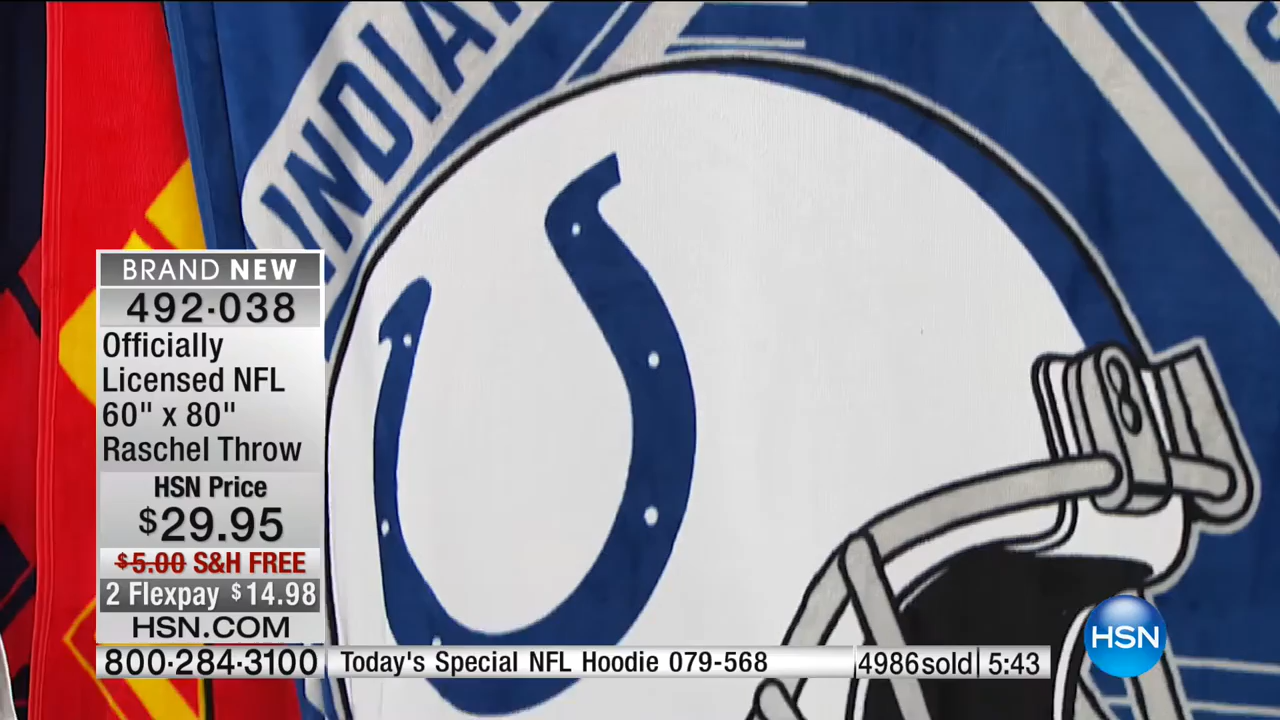 INDIA
BRAND NEW
492·038
Officially
Licensed NFL
60" x 80"
Raschel Throw
HSN Price
$29.95
$5.00 S&H FREE
2 Flexpay $14.98
HSN.COM
800·284·3100 Today's Special NFL Hoodie 079-568 4986sold 5:43
HSN
8